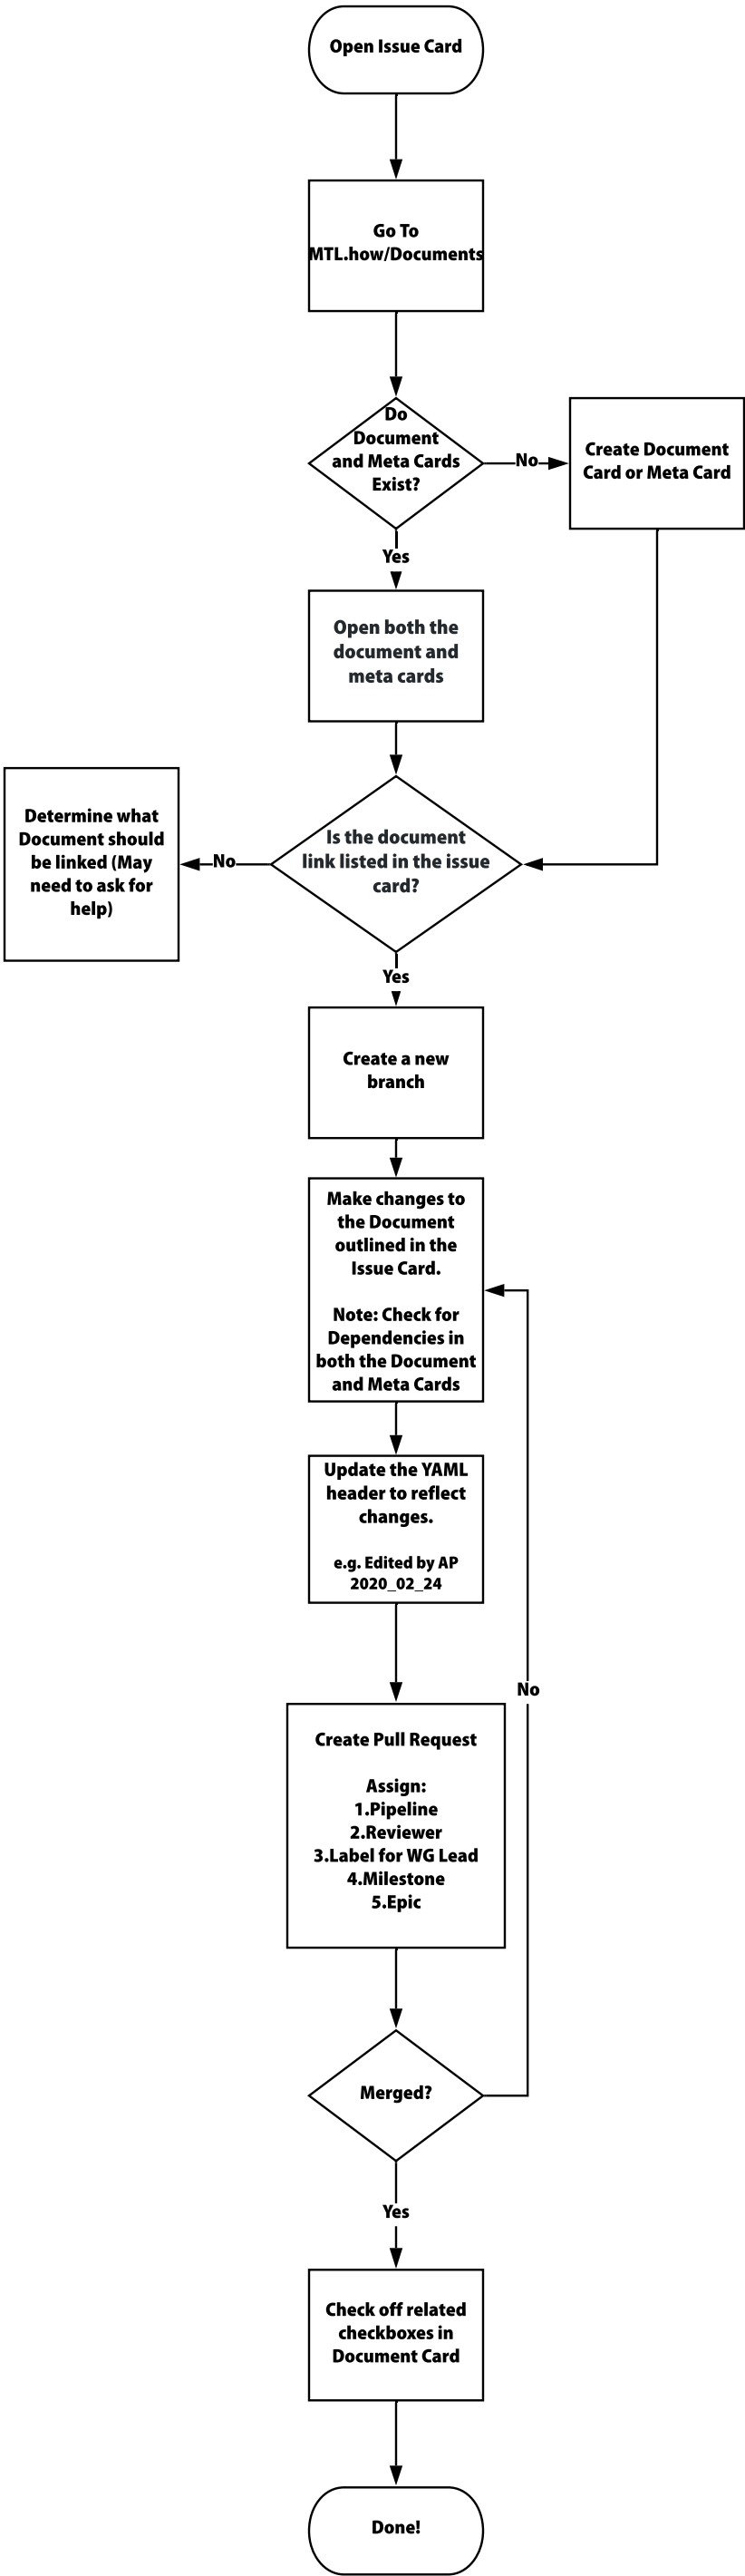 Open Issue Card
Go To
MTL.how/Documents
Do
Document
and Meta Cards
Exist?
No
Create Document
Card or Meta Card
Yes
Open both the
document and
meta cards
Determine what
Document should
be linked (May
need to ask for
help)
No
Is the document
link listed in the issue
card?
Yes
Create a new
branch
Make changes to
the Document
outlined in the
Issue Card.
Note: Check for
Dependencies in
both the Document
and Meta Cards
Update the YAML
header to reflect
changes.
e.g. Edited by AP
2020_02_24
No
Create Pull Request
Assign:
1.Pipeline
2.Reviewer
3.Label for WG Lead
4.Milestone
5.Epic
Merged?
Yes
Check off related
checkboxes in
Document Card
Done!